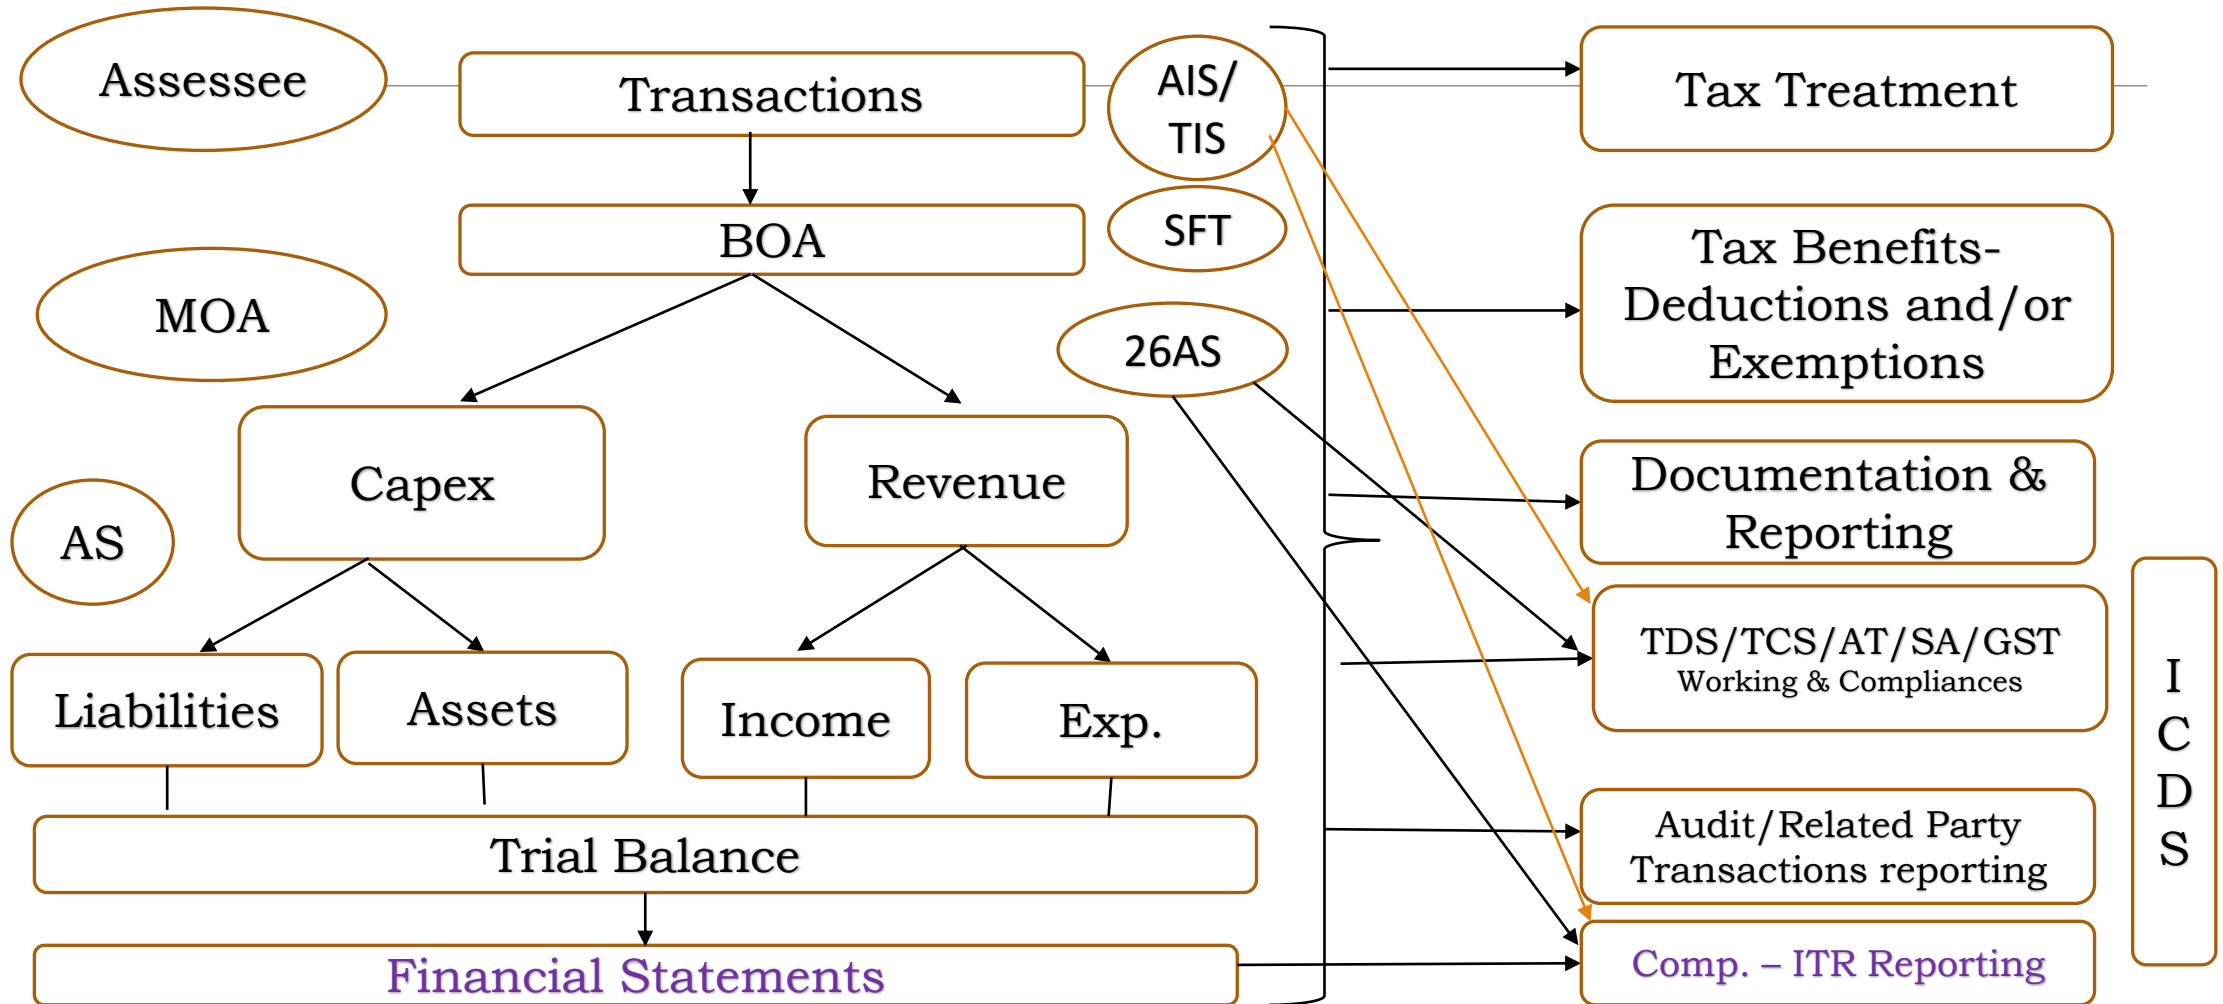 Assessee
Transactions
AIS/
TIS
Tax Treatment
BOA
SFT
Tax Benefits-
Deductions and/or
Exemptions
MOA
26AS
Capex
Revenue
Documentation &
Reporting
AS
TDS/TCS/AT/SA/GST
Working & Compliances
Liabilities
Assets
Income
Exp.
I
C
D
S
Trial Balance
Audit/Related Party
Transactions reporting
Financial Statements
Comp. – ITR Reporting